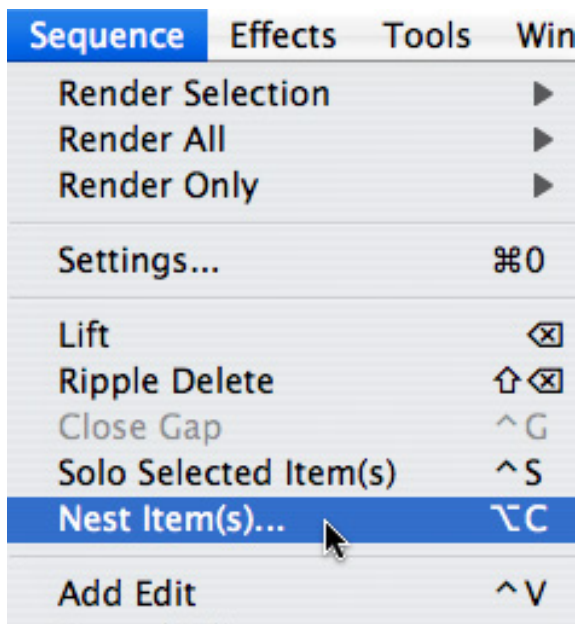 Sequence Effects Tools Win
Render Selection ▶
Render All ▶
Render Only ▶
Settings... ⌘0
Lift ⌫
Ripple Delete ⇧⌫
Close Gap ^G
Solo Selected Item(s) ^S
Nest Item(s)... ⌥C
Add Edit ^V